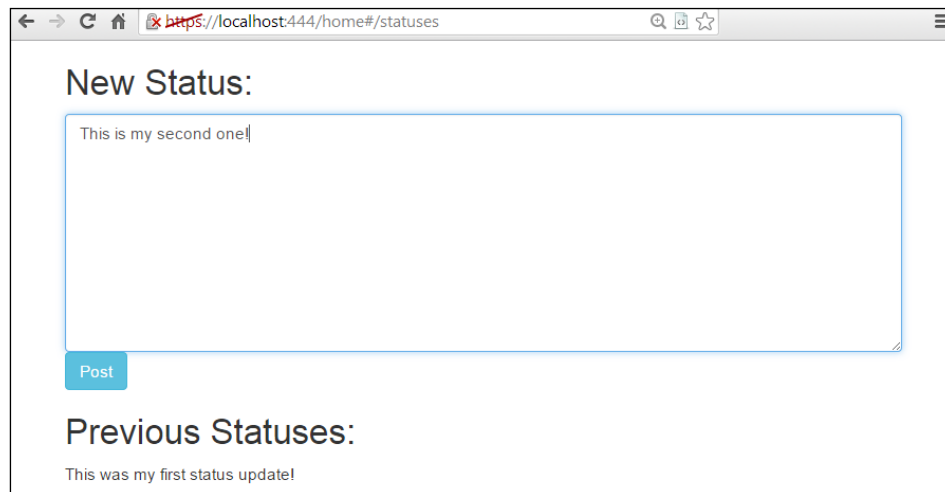 https://localhost:444/home#/statuses
New Status:
This is my second one!
Post
Previous Statuses:
This was my first status update!